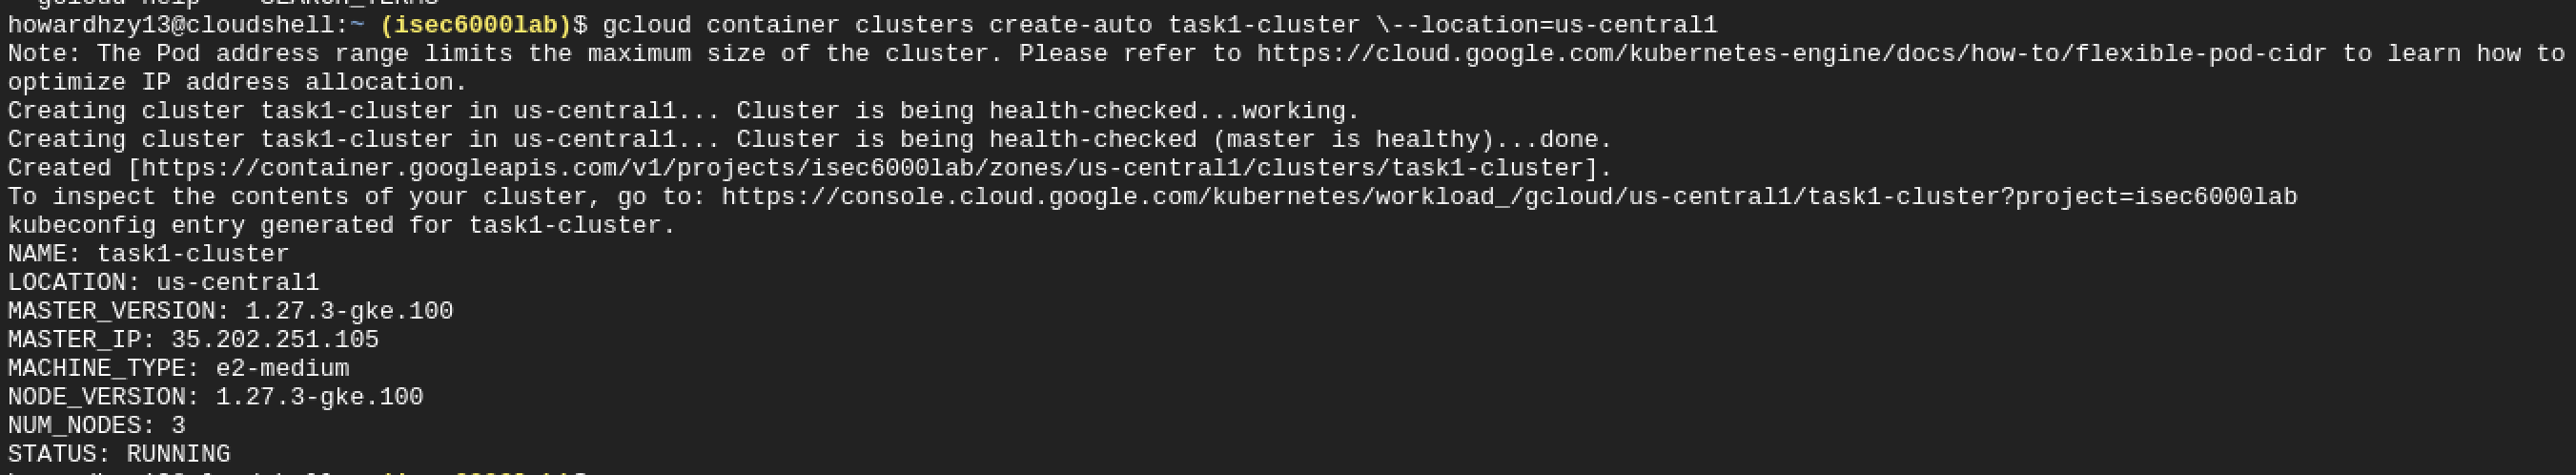 howardhzy13@cloudshell:~ (isec6000lab)$ gcloud container clusters create-auto task1-cluster \--location=us-central1
Note: The Pod address range limits the maximum size of the cluster. Please refer to https://cloud.google.com/kubernetes-engine/docs/how-to/flexible-pod-cidr to learn how to
optimize IP address allocation.
Creating cluster task1-cluster in us-central1... Cluster is being health-checked...working.
Creating cluster task1-cluster in us-central1... Cluster is being health-checked (master is healthy)...done.
Created [https://container.googleapis.com/v1/projects/isec6000lab/zones/us-central1/clusters/task1-cluster].
To inspect the contents of your cluster, go to: https://console.cloud.google.com/kubernetes/workload_/gcloud/us-central1/task1-cluster?project=isec6000lab
kubeconfig entry generated for task1-cluster.
NAME: task1-cluster
LOCATION: us-central1
MASTER_VERSION: 1.27.3-gke.100
MASTER_IP: 35.202.251.105
MACHINE_TYPE: e2-medium
NODE_VERSION: 1.27.3-gke.100
NUM_NODES: 3
STATUS: RUNNING